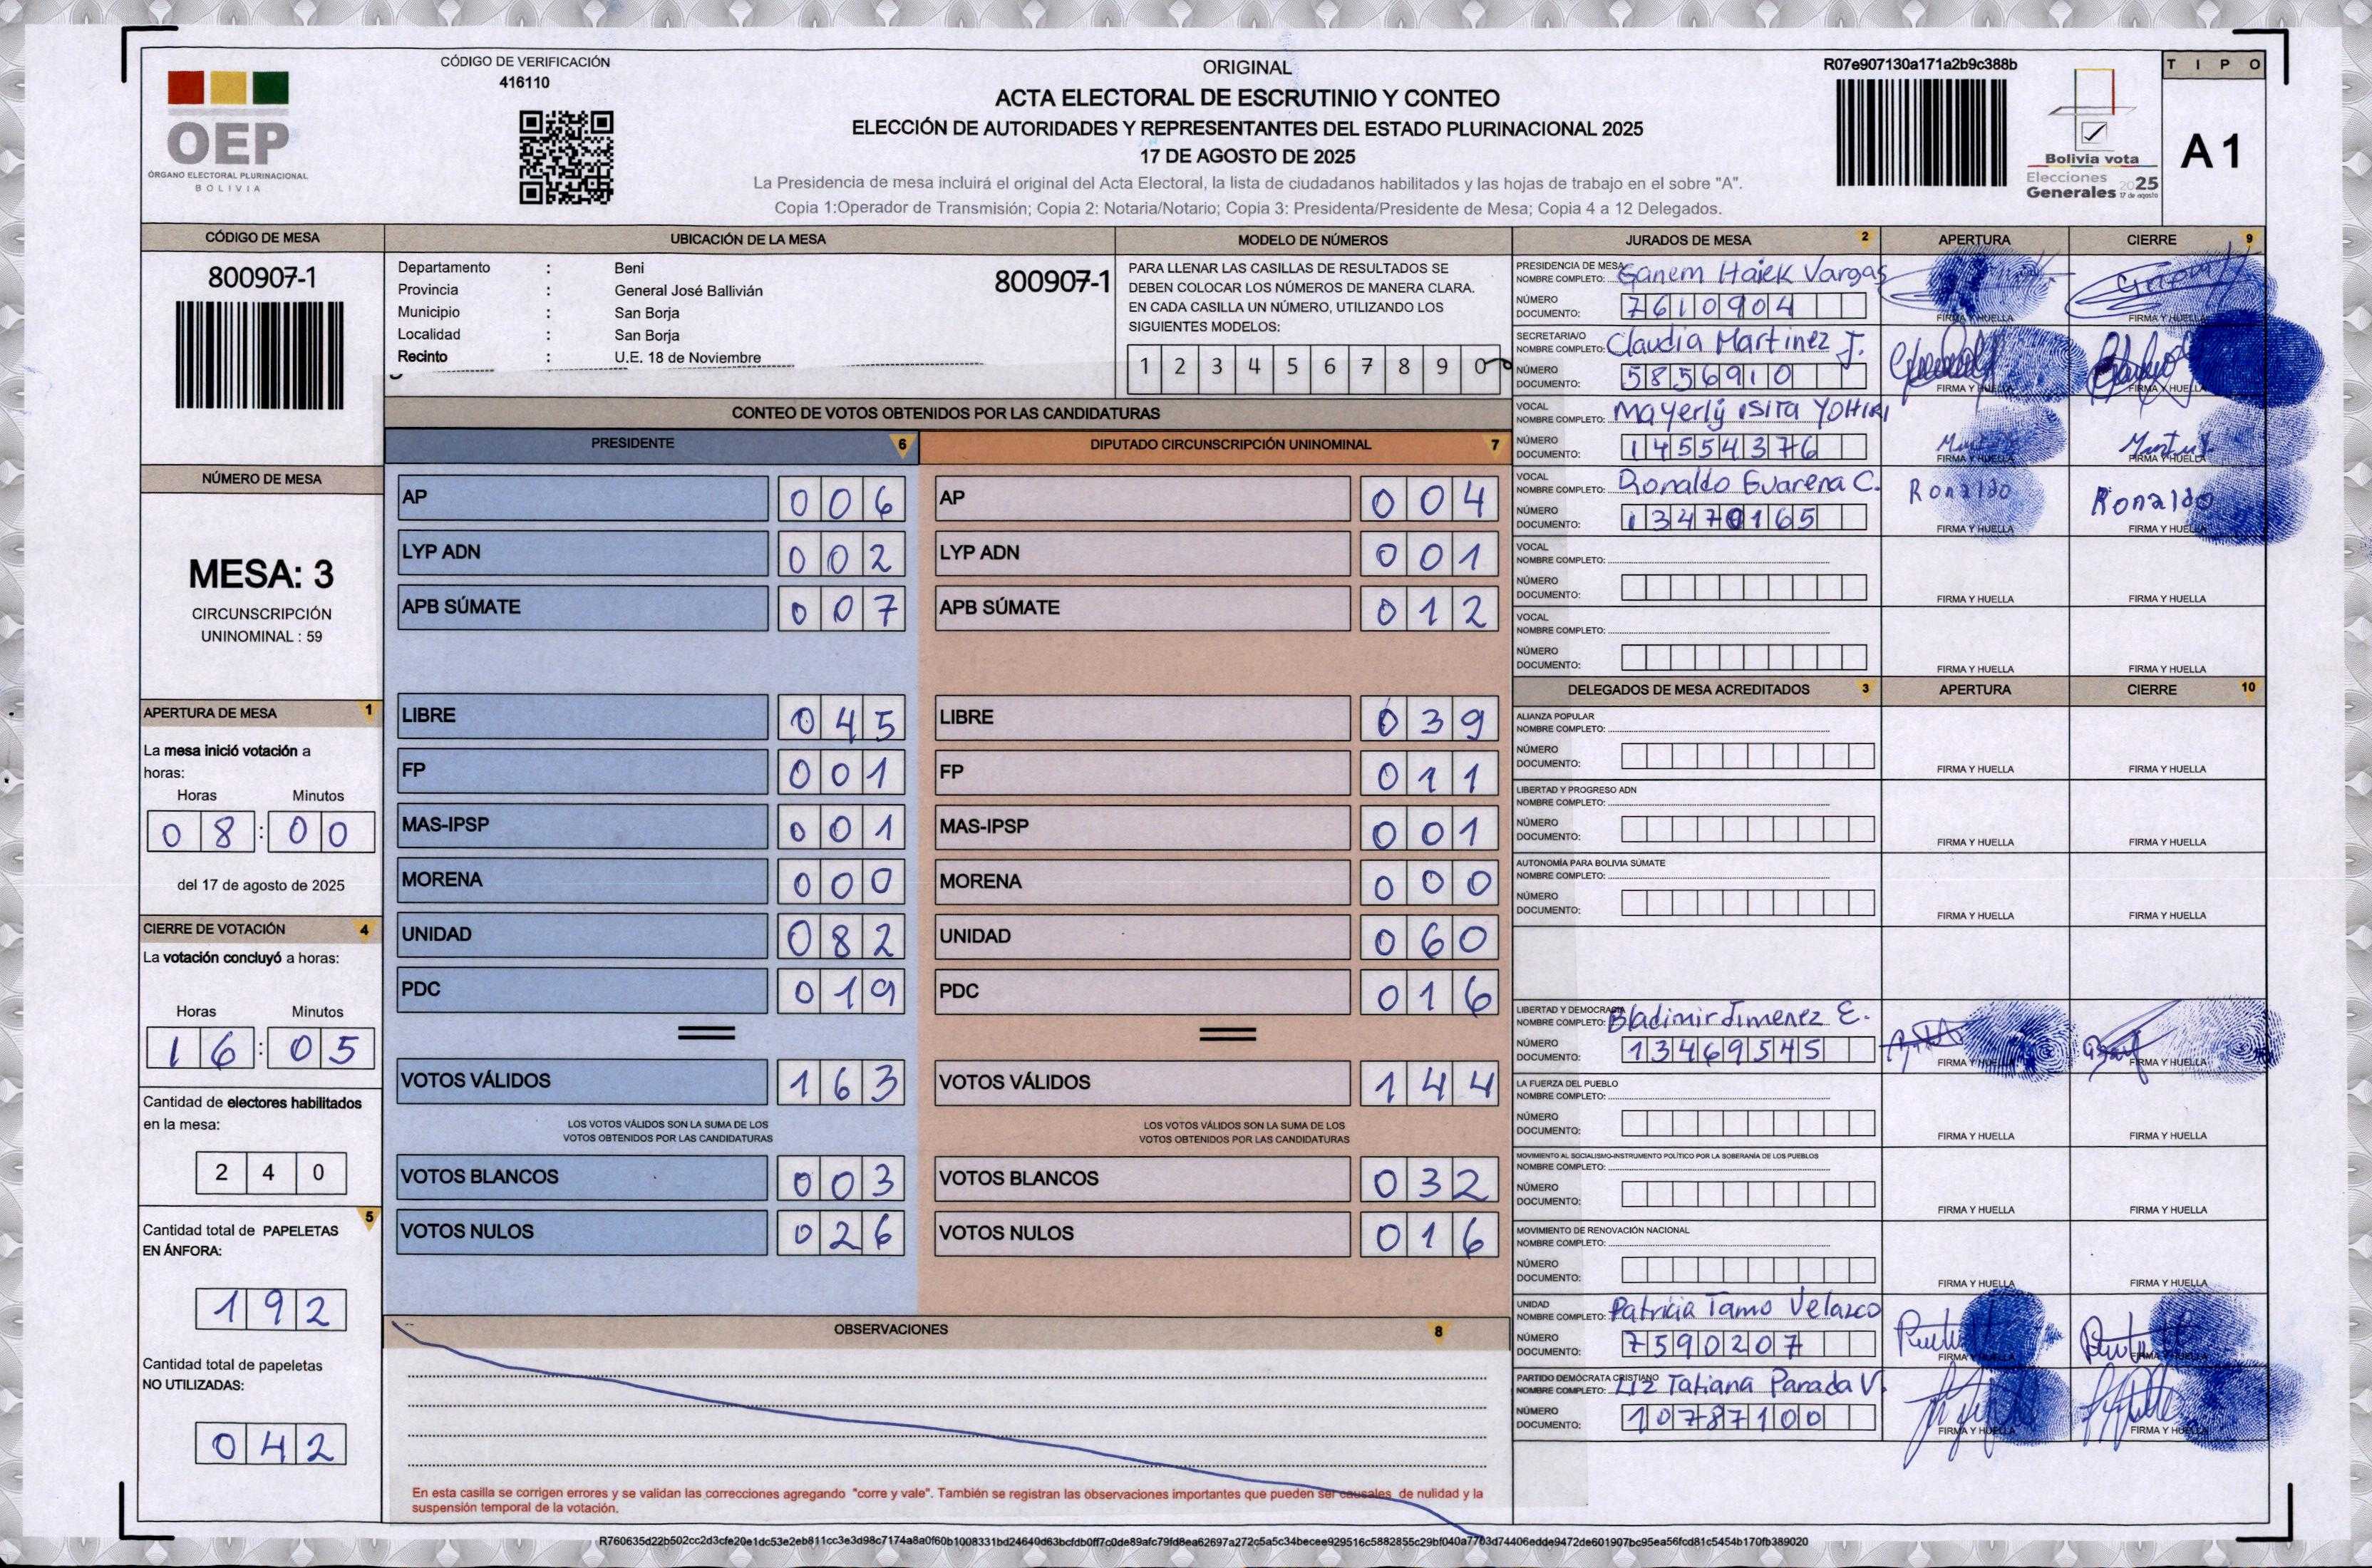 CÓDIGO DE VERIFICACIÓN
416110
OEP
ÓRGANO ELECTORAL PLURINACIONAL
BOLIVIA
ORIGINAL
ACTA ELECTORAL DE ESCRUTINIO Y CONTEO
ELECCIÓN DE AUTORIDADES Y REPRESENTANTES DEL ESTADO PLURINACIONAL 2025
17 DE AGOSTO DE 2025
La Presidencia de mesa incluirá el original del Acta Electoral, la lista de ciudadanos habilitados y las hojas de trabajo en el sobre "A".
Copia 1:Operador de Transmisión; Copia 2: Notaria/Notario; Copia 3: Presidenta/Presidente de Mesa; Copia 4 a 12 Delegados.
R07e907130a171a2b9c388b
Bolivia vota
Elecciones
Generales 2025
17 de agosto
TIPO
A1
CÓDIGO DE MESA
800907-1
NÚMERO DE MESA
MESA: 3
CIRCUNSCRIPCIÓN
UNINOMINAL : 59
APERTURA DE MESA 1
La mesa inició votación a
horas:
Horas Minutos
08:00
del 17 de agosto de 2025
CIERRE DE VOTACIÓN 4
La votación concluyó a horas:
Horas Minutos
16:05
Cantidad de electores habilitados
en la mesa:
240
5
Cantidad total de PAPELETAS
EN ÁNFORA:
192
Cantidad total de papeletas
NO UTILIZADAS:
042
UBICACIÓN DE LA MESA
Departamento : Beni
800907-1
Provincia : General José Ballivián
Municipio : San Borja
Localidad : San Borja
Recinto : U.E. 18 de Noviembre
MODELO DE NÚMEROS
PARA LLENAR LAS CASILLAS DE RESULTADOS SE
DEBEN COLOCAR LOS NÚMEROS DE MANERA CLARA.
EN CADA CASILLA UN NÚMERO, UTILIZANDO LOS
SIGUIENTES MODELOS:
1 2 3 4 5 6 7 8 9 0
CONTEO DE VOTOS OBTENIDOS POR LAS CANDIDATURAS
PRESIDENTE 6 DIPUTADO CIRCUNSCRIPCIÓN UNINOMINAL 7
AP 006 AP 004
LYP ADN 002 LYP ADN 001
APB SÚMATE 007 APB SÚMATE 012
LIBRE 045 LIBRE 039
FP 001 FP 011
MAS-IPSP 001 MAS-IPSP 001
MORENA 000 MORENA 000
UNIDAD 082 UNIDAD 060
PDC 019 PDC 016
VOTOS VÁLIDOS 163 VOTOS VÁLIDOS 144
LOS VOTOS VÁLIDOS SON LA SUMA DE LOS LOS VOTOS VÁLIDOS SON LA SUMA DE LOS
VOTOS OBTENIDOS POR LAS CANDIDATURAS VOTOS OBTENIDOS POR LAS CANDIDATURAS
VOTOS BLANCOS 003 VOTOS BLANCOS 032
VOTOS NULOS 026 VOTOS NULOS 016
OBSERVACIONES 8
En esta casilla se corrigen errores y se validan las correcciones agregando "corre y vale". También se registran las observaciones importantes que pueden ser causales de nulidad y la
suspensión temporal de la votación.
JURADOS DE MESA 2 APERTURA CIERRE 9
PRESIDENCIA DE MESA
NOMBRE COMPLETO: Ganem Haiek Vargas
NÚMERO
DOCUMENTO: 7610904
FIRMA Y HUELLA FIRMA Y HUELLA
SECRETARIA/O
NOMBRE COMPLETO: Claudia Martinez J.
NÚMERO
DOCUMENTO: 5856910
FIRMA Y HUELLA FIRMA Y HUELLA
VOCAL
NOMBRE COMPLETO: Mayerly isita YOHIRI
NÚMERO
DOCUMENTO: 14554376
FIRMA Y HUELLA FIRMA Y HUELLA
VOCAL
NOMBRE COMPLETO: Ronaldo Guarena C. Ronaldo Ronaldo
NÚMERO
DOCUMENTO: 13470165
FIRMA Y HUELLA FIRMA Y HUELLA
VOCAL
NOMBRE COMPLETO:
NÚMERO
DOCUMENTO:
FIRMA Y HUELLA FIRMA Y HUELLA
VOCAL
NOMBRE COMPLETO:
NÚMERO
DOCUMENTO:
FIRMA Y HUELLA FIRMA Y HUELLA
DELEGADOS DE MESA ACREDITADOS 3 APERTURA CIERRE 10
ALIANZA POPULAR
NOMBRE COMPLETO:
NÚMERO
DOCUMENTO:
FIRMA Y HUELLA FIRMA Y HUELLA
LIBERTAD Y PROGRESO ADN
NOMBRE COMPLETO:
NÚMERO
DOCUMENTO:
FIRMA Y HUELLA FIRMA Y HUELLA
AUTONOMÍA PARA BOLIVIA SÚMATE
NOMBRE COMPLETO:
NÚMERO
DOCUMENTO:
FIRMA Y HUELLA FIRMA Y HUELLA
LIBERTAD Y DEMOCRACIA
NOMBRE COMPLETO: Bladimir Jimenez E.
NÚMERO
DOCUMENTO: 13469545
FIRMA Y HUELLA FIRMA Y HUELLA
LA FUERZA DEL PUEBLO
NOMBRE COMPLETO:
NÚMERO
DOCUMENTO:
FIRMA Y HUELLA FIRMA Y HUELLA
MOVIMIENTO AL SOCIALISMO-INSTRUMENTO POLÍTICO POR LA SOBERANÍA DE LOS PUEBLOS
NOMBRE COMPLETO:
NÚMERO
DOCUMENTO:
FIRMA Y HUELLA FIRMA Y HUELLA
MOVIMIENTO DE RENOVACIÓN NACIONAL
NOMBRE COMPLETO:
NÚMERO
DOCUMENTO:
FIRMA Y HUELLA FIRMA Y HUELLA
UNIDAD
NOMBRE COMPLETO: Patricia Tamo Velazco
NÚMERO
DOCUMENTO: 7590207
FIRMA Y HUELLA FIRMA Y HUELLA
PARTIDO DEMÓCRATA CRISTIANO
NOMBRE COMPLETO: Liz Tatiana Parada V.
NÚMERO
DOCUMENTO: 10787100
FIRMA Y HUELLA FIRMA Y HUELLA